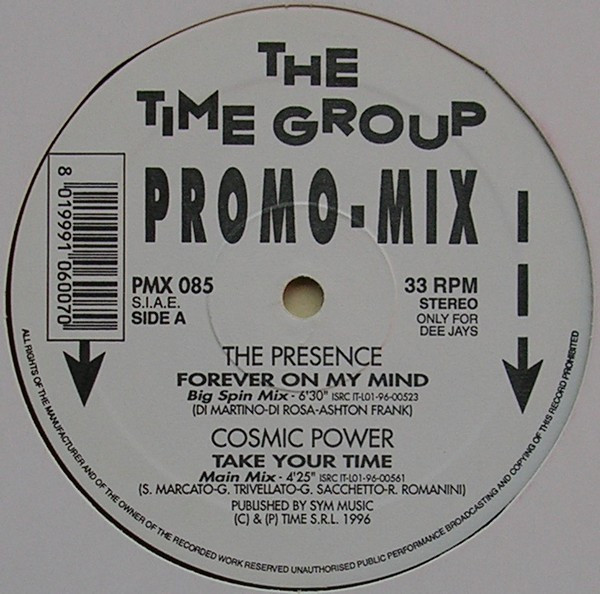 THE
TIME GROUP
PROMO-MIX
8 019991 060070
PMX 085
S.I.A.E.
SIDE A
33 RPM
STEREO
ONLY FOR
DEE JAYS
THE PRESENCE
FOREVER ON MY MIND
Big Spin Mix - 6'30" ISRC IT-L01-96-00523
(DI MARTINO-DI ROSA-ASHTON FRANK)
COSMIC POWER
TAKE YOUR TIME
Main Mix - 4'25" ISRC IT-L01-96-00561
(S. MARCATO-G. TRIVELLATO-G. SACCHETTO-R. ROMANINI)
PUBLISHED BY SYM MUSIC
(C) & (P) TIME S.R.L. 1996
ALL RIGHTS OF THE MANUFACTURER AND OF THE OWNER OF THE RECORDED WORK RESERVED UNAUTHORISED PUBLIC PERFORMANCE BROADCASTING AND COPYING OF THIS RECORD PROHIBITED